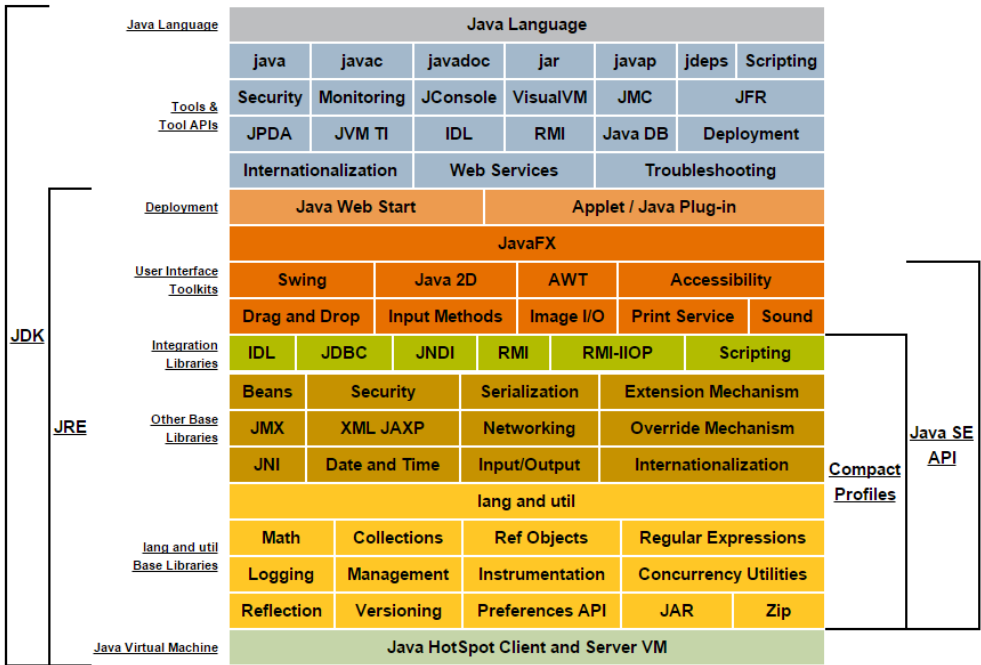 Java Language Java Language
java javac javadoc jar javap jdeps Scripting
Security Monitoring JConsole VisualVM JMC JFR
Tools &
Tool APIs
JPDA JVM TI IDL RMI Java DB Deployment
Internationalization Web Services Troubleshooting
Deployment Java Web Start Applet / Java Plug-in
JavaFX
User Interface
Toolkits
Swing Java 2D AWT Accessibility
Drag and Drop Input Methods Image I/O Print Service Sound
JDK
Integration
Libraries
IDL JDBC JNDI RMI RMI-IIOP Scripting
Beans Security Serialization Extension Mechanism
JRE
Other Base
Libraries
JMX XML JAXP Networking Override Mechanism
Java SE
API
JNI Date and Time Input/Output Internationalization
Compact
Profiles
lang and util
Math Collections Ref Objects Regular Expressions
lang and util
Base Libraries
Logging Management Instrumentation Concurrency Utilities
Reflection Versioning Preferences API JAR Zip
Java Virtual Machine Java HotSpot Client and Server VM